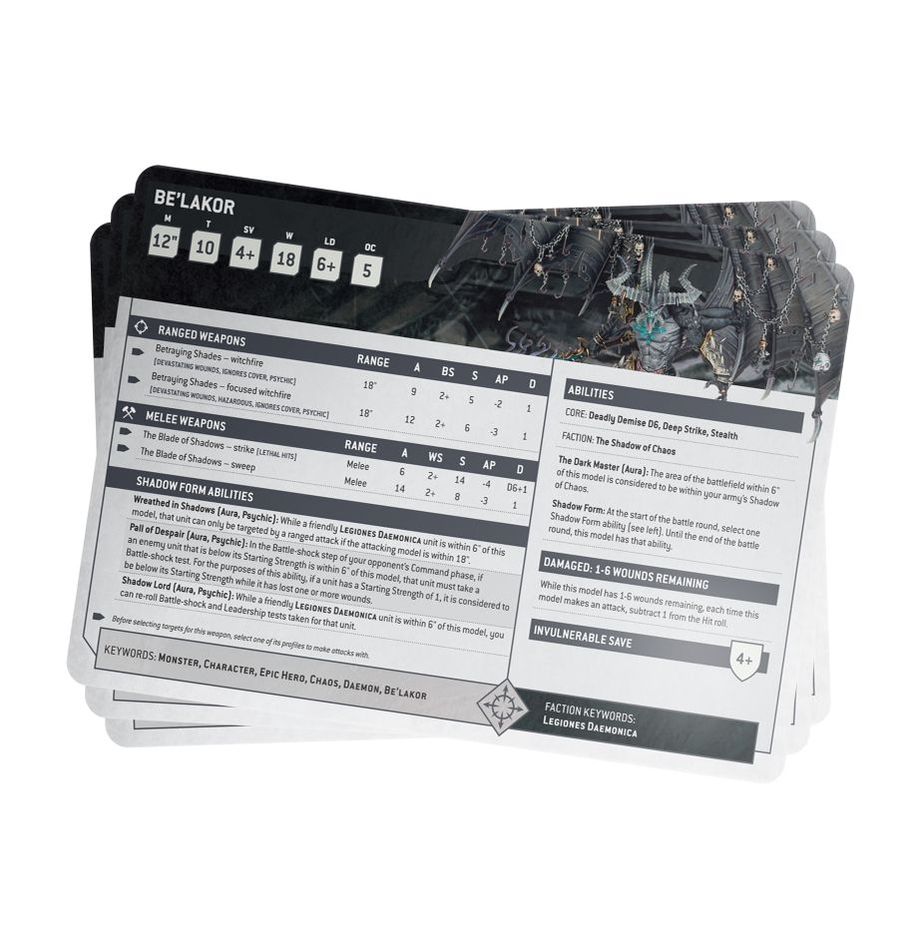 BE'LAKOR
M T SV W LD OC
12" 10 4+ 18 6+ 5
RANGED WEAPONS RANGE A BS S AP D
Betraying Shades – witchfire 18" 9 2+ 5 -2 1
[DEVASTATING WOUNDS, IGNORES COVER, PSYCHIC]
Betraying Shades – focused witchfire 18" 12 2+ 6 -3 1
[DEVASTATING WOUNDS, HAZARDOUS, IGNORES COVER, PSYCHIC]
MELEE WEAPONS RANGE A WS S AP D
The Blade of Shadows – strike [LETHAL HITS] Melee 6 2+ 14 -4 D6+1
The Blade of Shadows – sweep Melee 14 2+ 8 -3 1
SHADOW FORM ABILITIES
Wreathed in Shadows (Aura, Psychic): While a friendly LEGIONES DAEMONICA unit is within 6" of this
model, that unit can only be targeted by a ranged attack if the attacking model is within 18".
Pall of Despair (Aura, Psychic): In the Battle-shock step of your opponent's Command phase, if
an enemy unit that is below its Starting Strength is within 6" of this model, that unit must take a
Battle-shock test. For the purposes of this ability, if a unit has a Starting Strength of 1, it is considered to
be below its Starting Strength while it has lost one or more wounds.
Shadow Lord (Aura, Psychic): While a friendly LEGIONES DAEMONICA unit is within 6" of this model, you
can re-roll Battle-shock and Leadership tests taken for that unit.
Before selecting targets for this weapon, select one of its profiles to make attacks with.
KEYWORDS: MONSTER, CHARACTER, EPIC HERO, CHAOS, DAEMON, BE'LAKOR
ABILITIES
CORE: Deadly Demise D6, Deep Strike, Stealth
FACTION: The Shadow of Chaos
The Dark Master (Aura): The area of the battlefield within 6"
of this model is considered to be within your army's Shadow
of Chaos.
Shadow Form: At the start of the battle round, select one
Shadow Form ability (see left). Until the end of the battle
round, this model has that ability.
DAMAGED: 1-6 WOUNDS REMAINING
While this model has 1-6 wounds remaining, each time this
model makes an attack, subtract 1 from the Hit roll.
INVULNERABLE SAVE 4+
FACTION KEYWORDS:
LEGIONES DAEMONICA